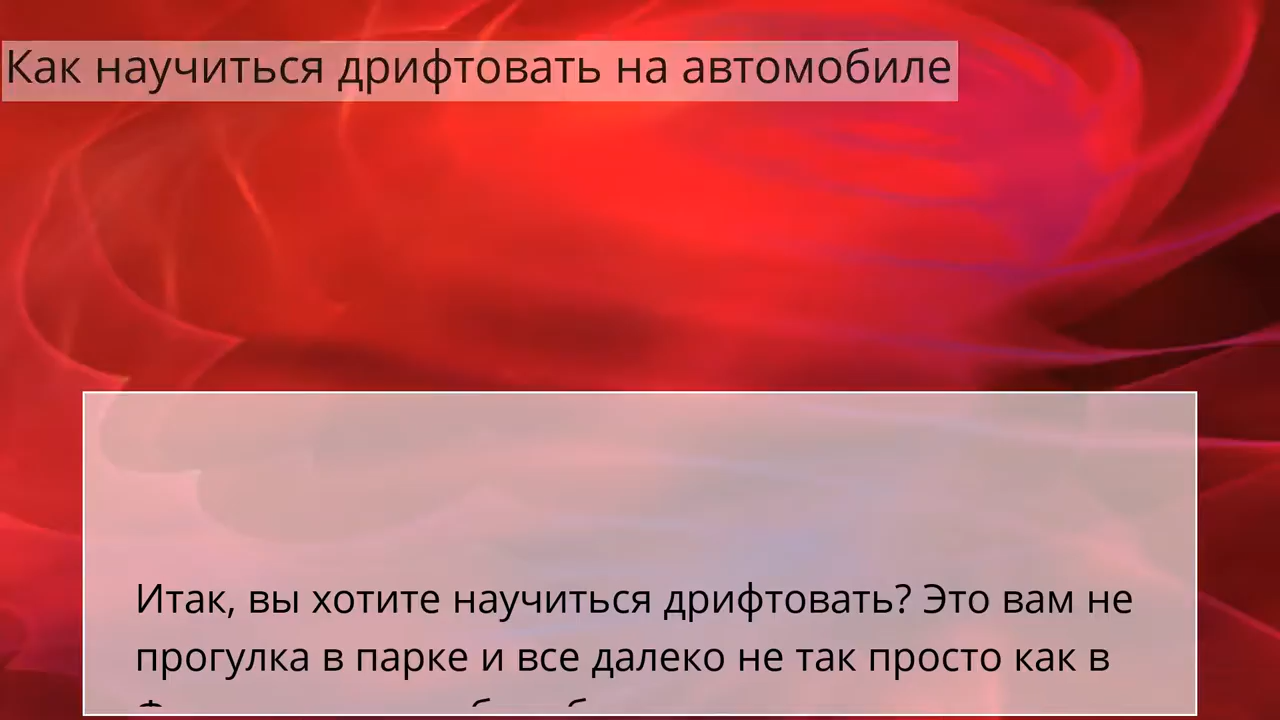 Как научиться дрифтовать на автомобиле
Итак, вы хотите научиться дрифтовать? Это вам не
прогулка в парке и все далеко не так просто как в